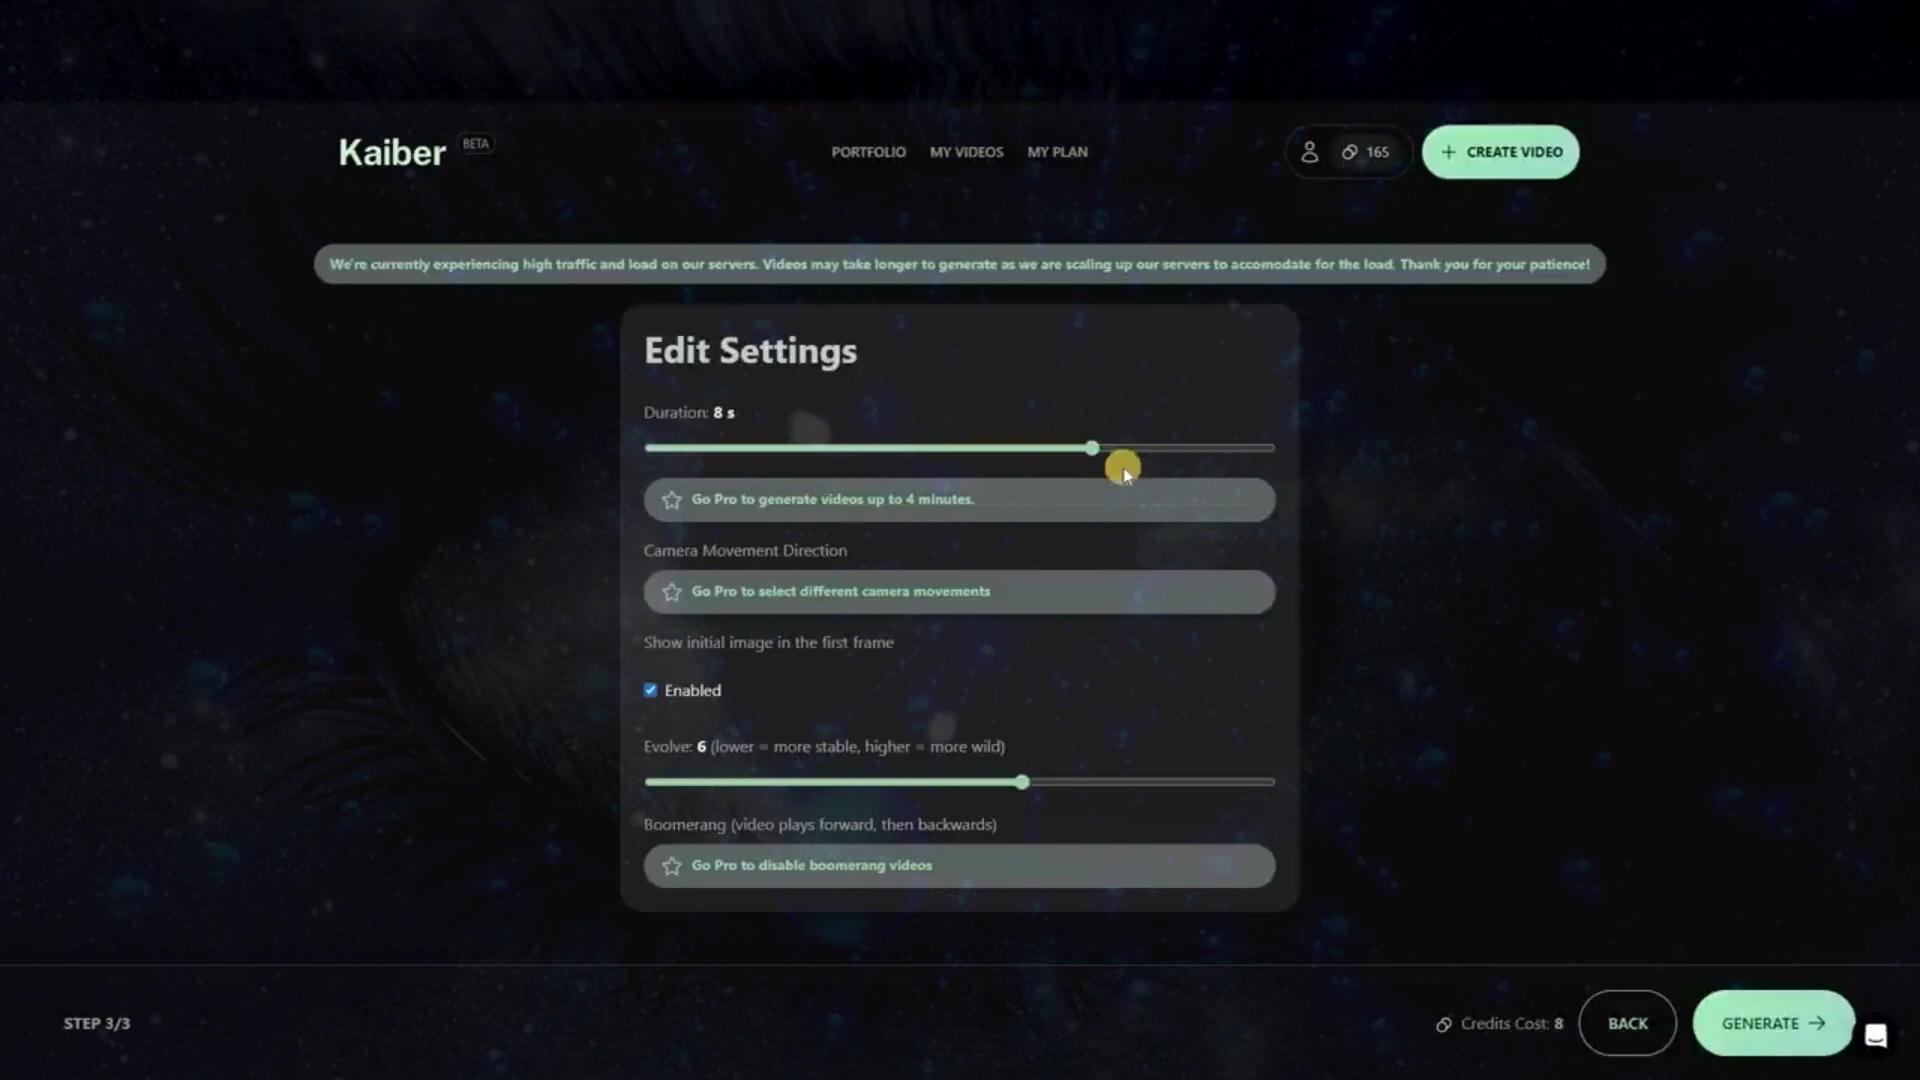 Kaiber BETA
PORTFOLIO MY VIDEOS MY PLAN
165
+ CREATE VIDEO
We're currently experiencing high traffic and load on our servers. Videos may take longer to generate as we are scaling up our servers to accomodate for the load. Thank you for your patience!
Edit Settings
Duration: 8 s
Go Pro to generate videos up to 4 minutes.
Camera Movement Direction
Go Pro to select different camera movements
Show initial image in the first frame
Enabled
Evolve: 6 (lower = more stable, higher = more wild)
Boomerang (video plays forward, then backwards)
Go Pro to disable boomerang videos
STEP 3/3
Credits Cost: 8
BACK
GENERATE